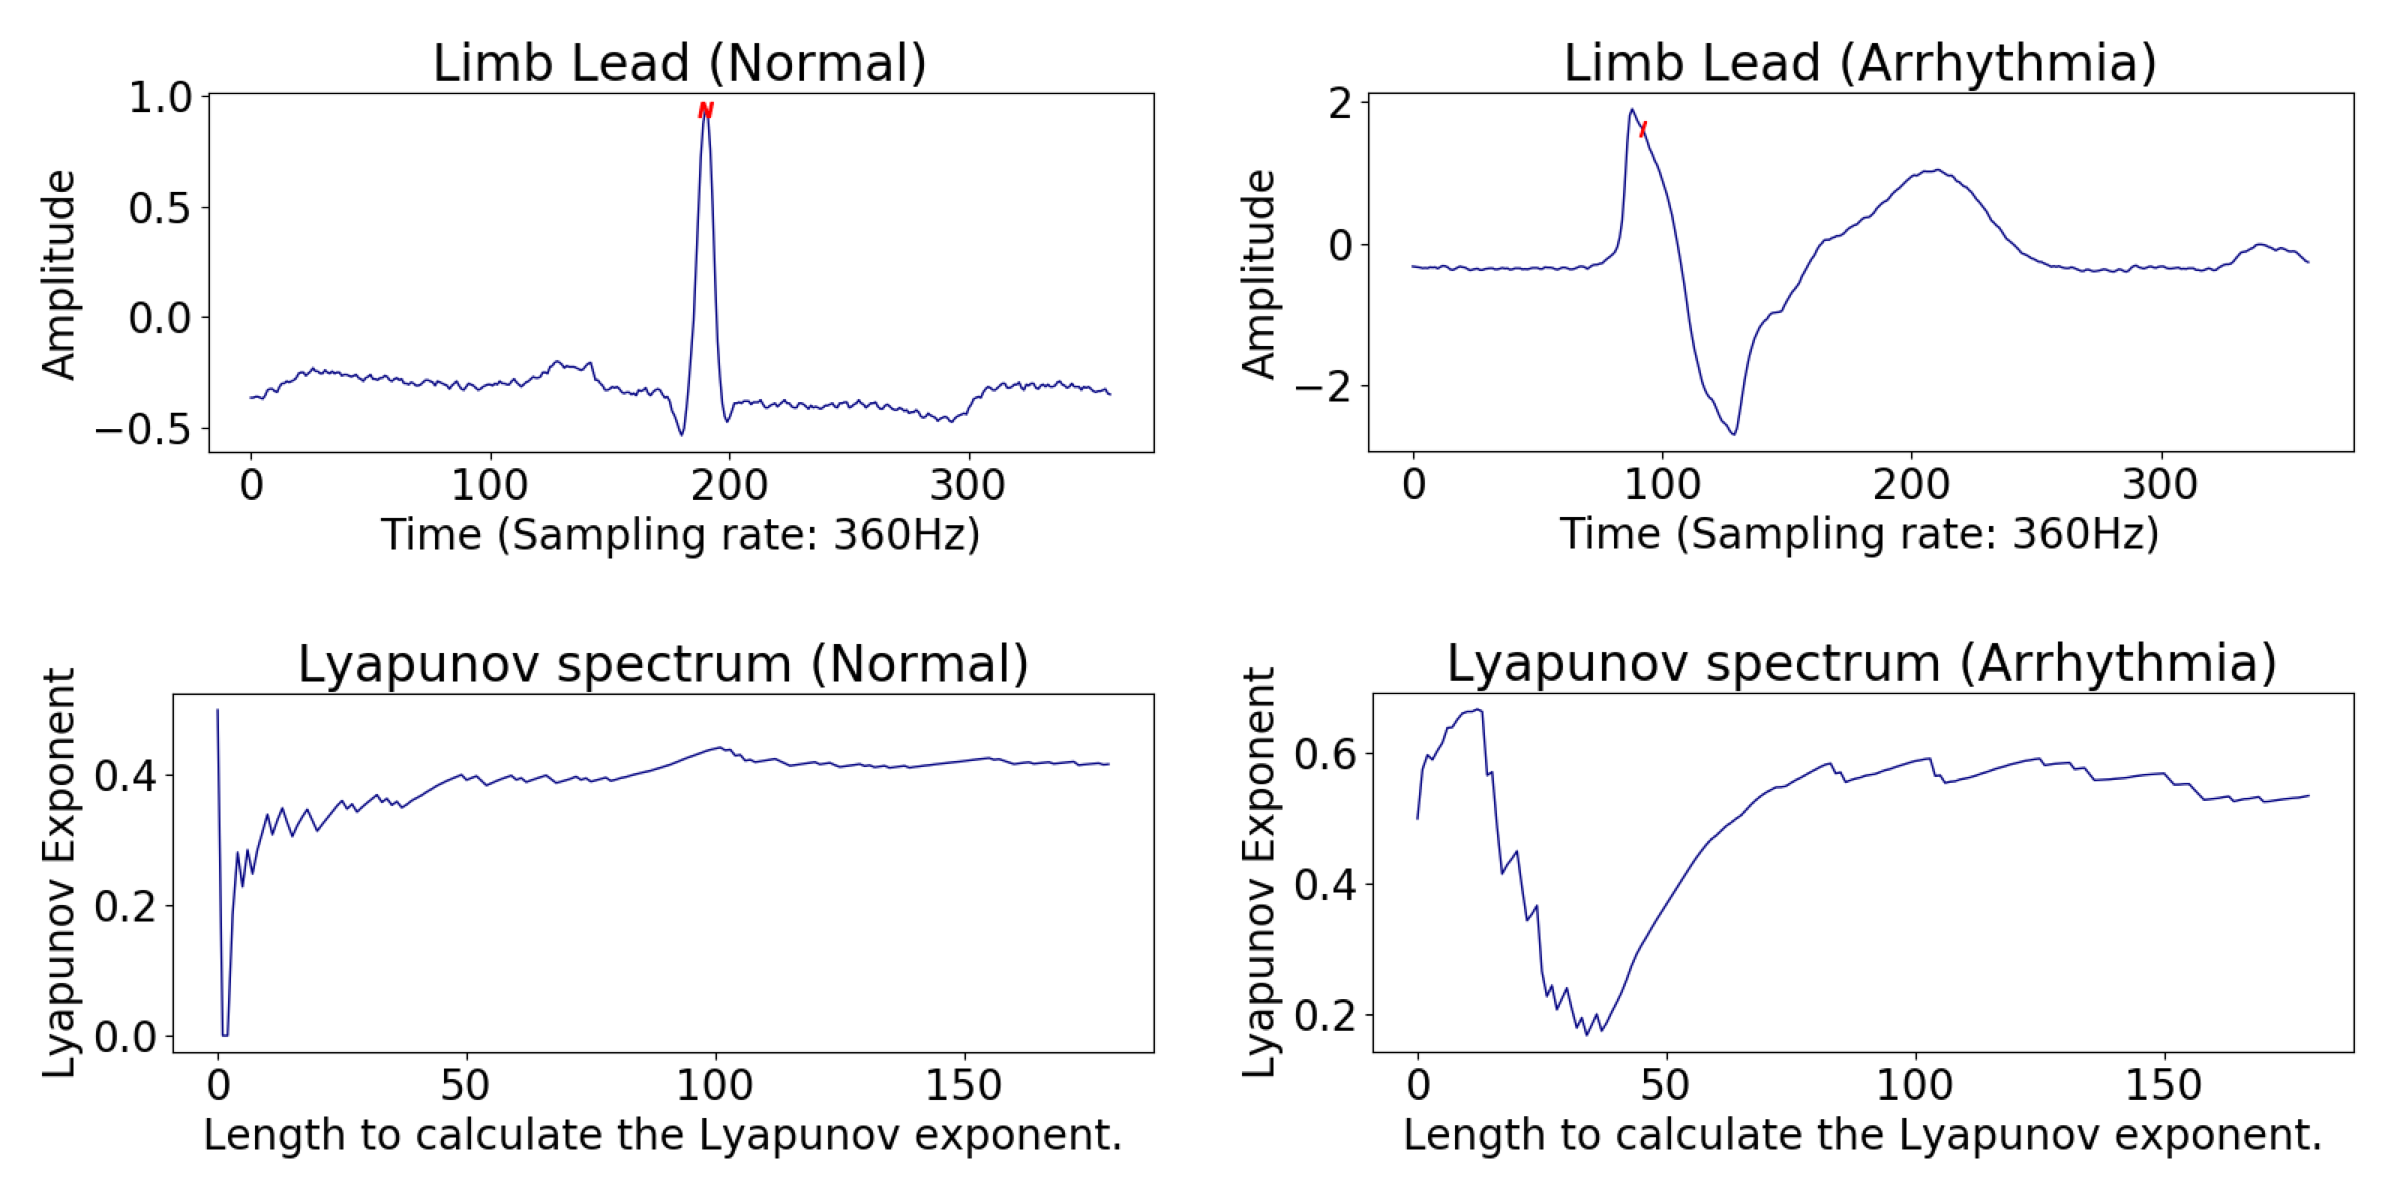 Limb Lead (Normal)
1.0
0.5
0.0
−0.5
Amplitude
N
0 100 200 300
Time (Sampling rate: 360Hz)
Limb Lead (Arrhythmia)
2
0
−2
Amplitude
/
0 100 200 300
Time (Sampling rate: 360Hz)
Lyapunov spectrum (Normal)
0.4
0.2
0.0
Lyapunov Exponent
0 50 100 150
Length to calculate the Lyapunov exponent.
Lyapunov spectrum (Arrhythmia)
0.6
0.4
0.2
Lyapunov Exponent
0 50 100 150
Length to calculate the Lyapunov exponent.